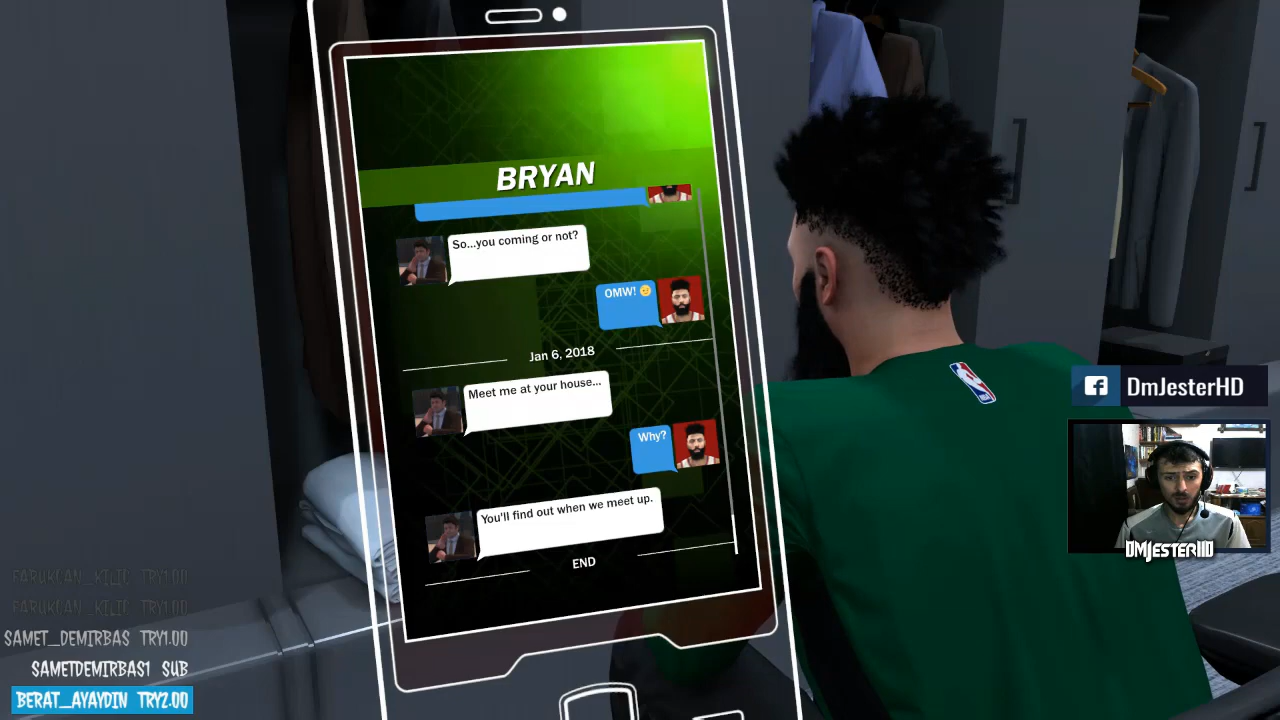 BRYAN
So...you coming or not?
OMW!
Jan 6, 2018
Meet me at your house...
Why?
You'll find out when we meet up.
END
NBA
DmJesterHD
DMJESTERHD
FARUKCAN_KILIC TRY1.00
FARUKCAN_KILIC TRY1.00
SAMET_DEMIRBAS TRY1.00
SAMETDEMIRBAS1 SUB
BERAT_AYAYDIN TRY2.00